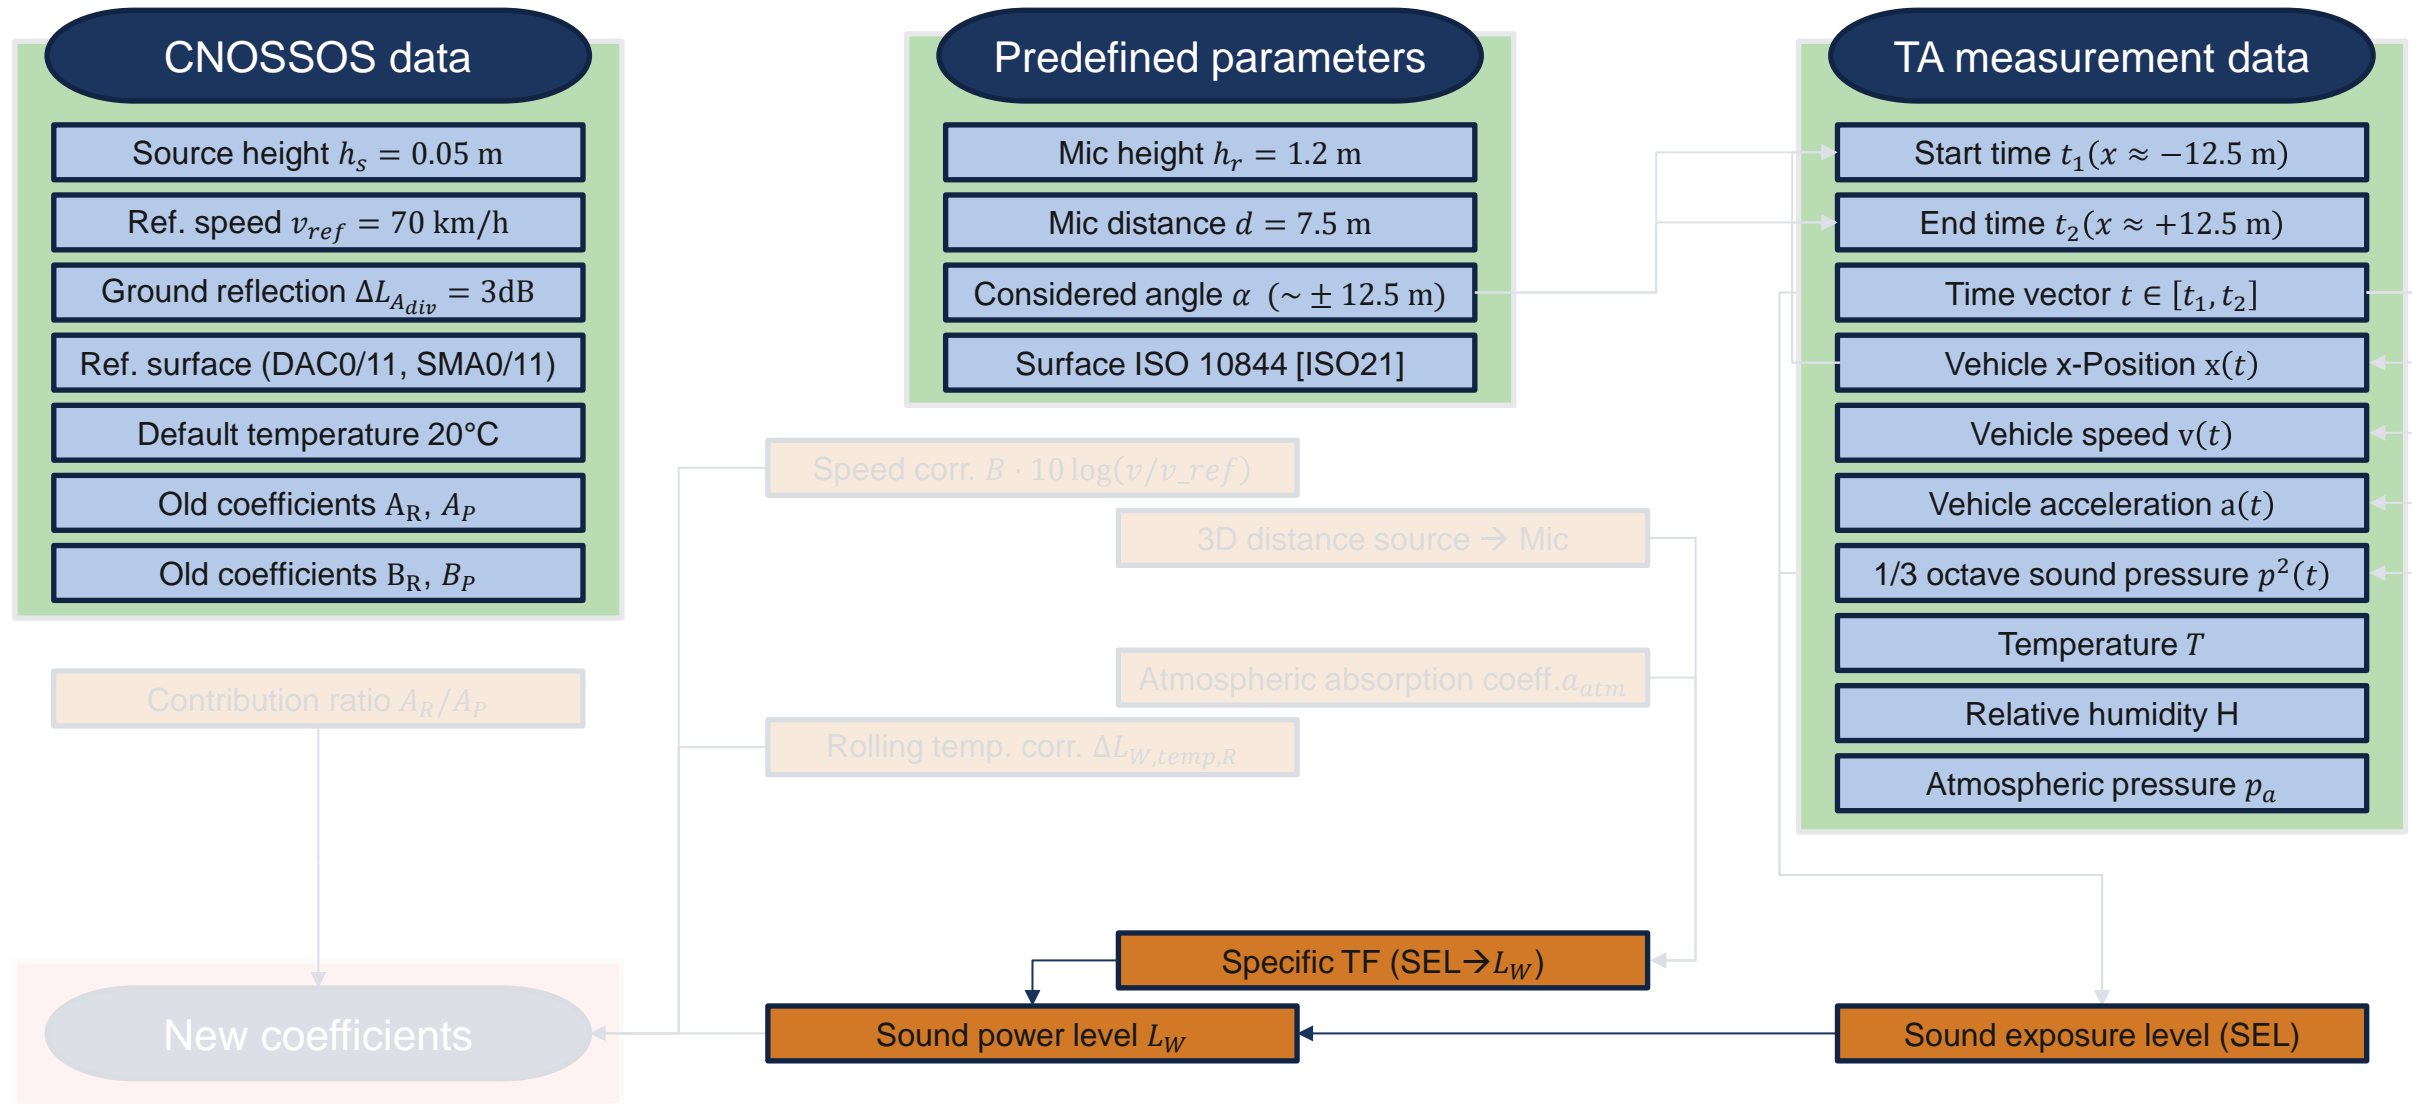 CNOSSOS data
Source height h_s = 0.05 m
Ref. speed v_ref = 70 km/h
Ground reflection ΔL_{A_div} = 3dB
Ref. surface (DAC0/11, SMA0/11)
Default temperature 20°C
Old coefficients A_R, A_P
Old coefficients B_R, B_P
Contribution ratio A_R/A_P
New coefficients
Predefined parameters
Mic height h_r = 1.2 m
Mic distance d = 7.5 m
Considered angle α (~ ± 12.5 m)
Surface ISO 10844 [ISO21]
Speed corr. B · 10 log(v/v_ref)
3D distance source → Mic
Atmospheric absorption coeff. a_atm
Rolling temp. corr. ΔL_{W,temp,R}
Specific TF (SEL→L_W)
Sound power level L_W
TA measurement data
Start time t_1(x ≈ −12.5 m)
End time t_2(x ≈ +12.5 m)
Time vector t ∈ [t_1, t_2]
Vehicle x-Position x(t)
Vehicle speed v(t)
Vehicle acceleration a(t)
1/3 octave sound pressure p²(t)
Temperature T
Relative humidity H
Atmospheric pressure p_a
Sound exposure level (SEL)